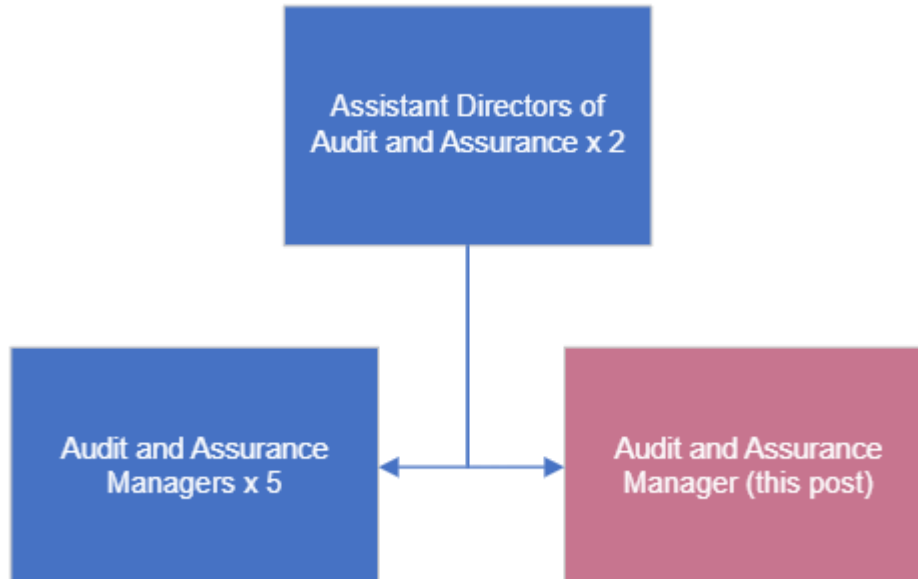 Assistant Directors of
Audit and Assurance x 2
Audit and Assurance
Managers x 5
Audit and Assurance
Manager (this post)